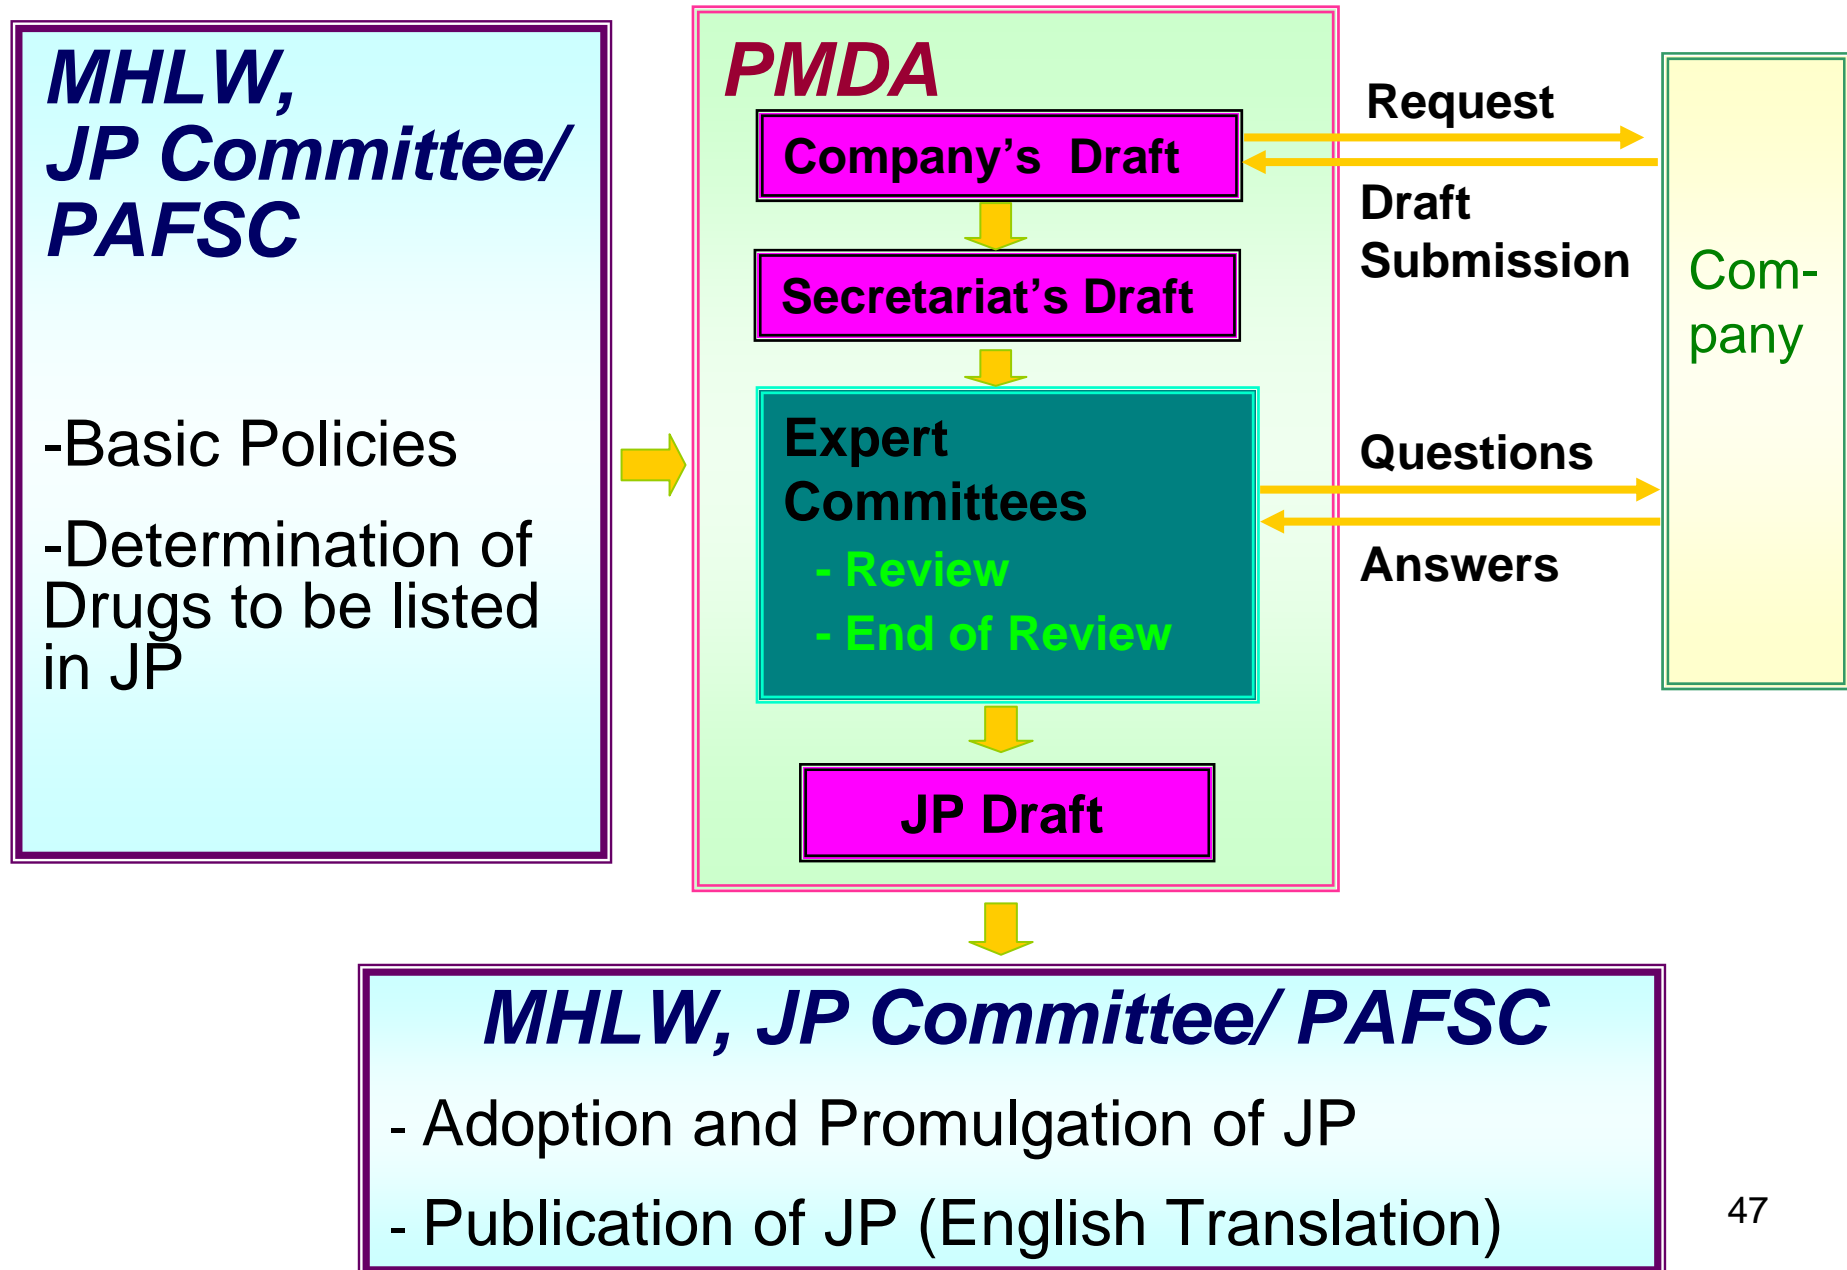 MHLW,
JP Committee/
PAFSC
-Basic Policies
-Determination of
Drugs to be listed
in JP
PMDA
Company’s Draft
Secretariat’s Draft
Expert
Committees
- Review
- End of Review
JP Draft
Request
Draft
Submission
Questions
Answers
Com-
pany
MHLW, JP Committee/ PAFSC
- Adoption and Promulgation of JP
- Publication of JP (English Translation)
47